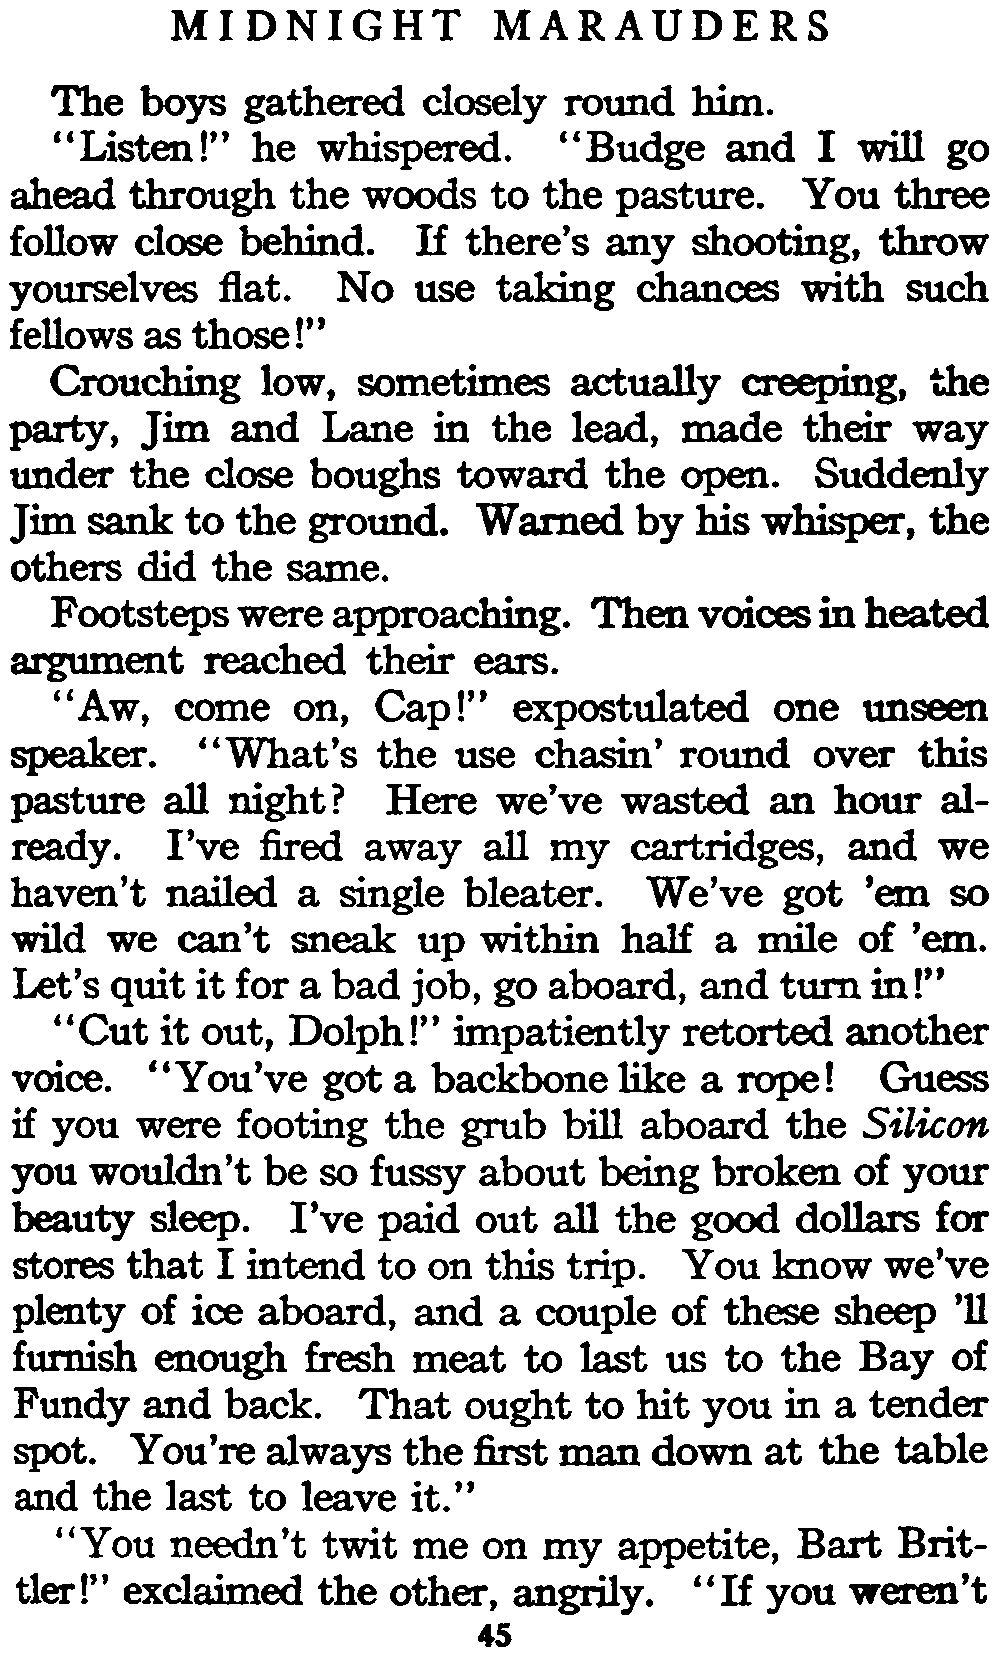 MIDNIGHT MARAUDERS
The boys gathered closely round him.
"Listen!" he whispered. "Budge and I will go
ahead through the woods to the pasture. You three
follow close behind. If there's any shooting, throw
yourselves flat. No use taking chances with such
fellows as those!"
Crouching low, sometimes actually creeping, the
party, Jim and Lane in the lead, made their way
under the close boughs toward the open. Suddenly
Jim sank to the ground. Warned by his whisper, the
others did the same.
Footsteps were approaching. Then voices in heated
argument reached their ears.
"Aw, come on, Cap!" expostulated one unseen
speaker. "What's the use chasin' round over this
pasture all night? Here we've wasted an hour al-
ready. I've fired away all my cartridges, and we
haven't nailed a single bleater. We've got 'em so
wild we can't sneak up within half a mile of 'em.
Let's quit it for a bad job, go aboard, and turn in!"
"Cut it out, Dolph!" impatiently retorted another
voice. "You've got a backbone like a rope! Guess
if you were footing the grub bill aboard the Silicon
you wouldn't be so fussy about being broken of your
beauty sleep. I've paid out all the good dollars for
stores that I intend to on this trip. You know we've
plenty of ice aboard, and a couple of these sheep 'll
furnish enough fresh meat to last us to the Bay of
Fundy and back. That ought to hit you in a tender
spot. You're always the first man down at the table
and the last to leave it."
"You needn't twit me on my appetite, Bart Brit-
tler!" exclaimed the other, angrily. "If you weren't
45